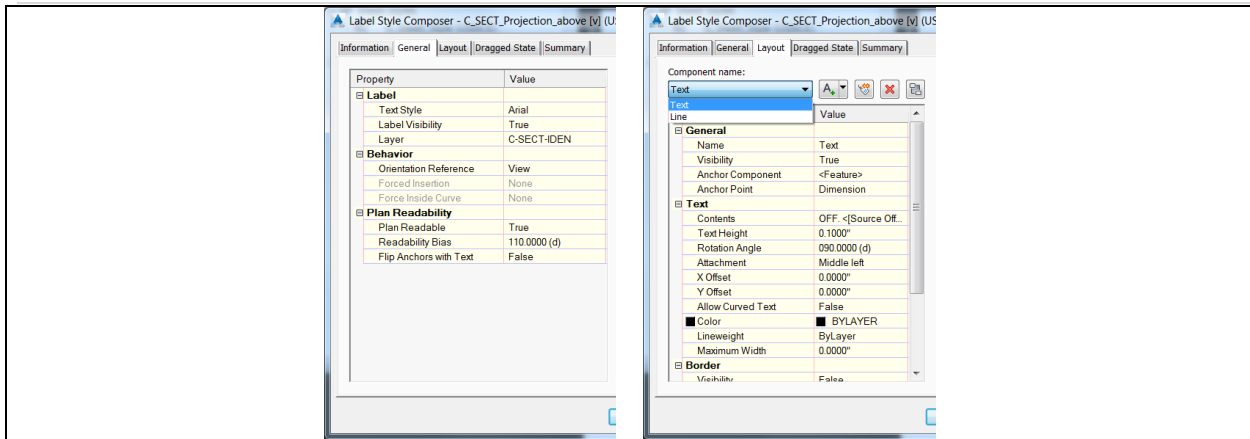 Label Style Composer - C_SECT_Projection_above [v] (US
Information General Layout Dragged State Summary
Property Value
Label
Text Style Arial
Label Visibility True
Layer C-SECT-IDEN
Behavior
Orientation Reference View
Forced Insertion None
Force Inside Curve None
Plan Readability
Plan Readable True
Readability Bias 110.0000 (d)
Flip Anchors with Text False
Label Style Composer - C_SECT_Projection_above [v] (US
Information General Layout Dragged State Summary
Component name:
Text
Text
Line
Value
General
Name Text
Visibility True
Anchor Component <Feature>
Anchor Point Dimension
Text
Contents OFF. <[Source Off...
Text Height 0.1000"
Rotation Angle 090.0000 (d)
Attachment Middle left
X Offset 0.0000"
Y Offset 0.0000"
Allow Curved Text False
Color BYLAYER
Lineweight ByLayer
Maximum Width 0.0000"
Border
Visibility False